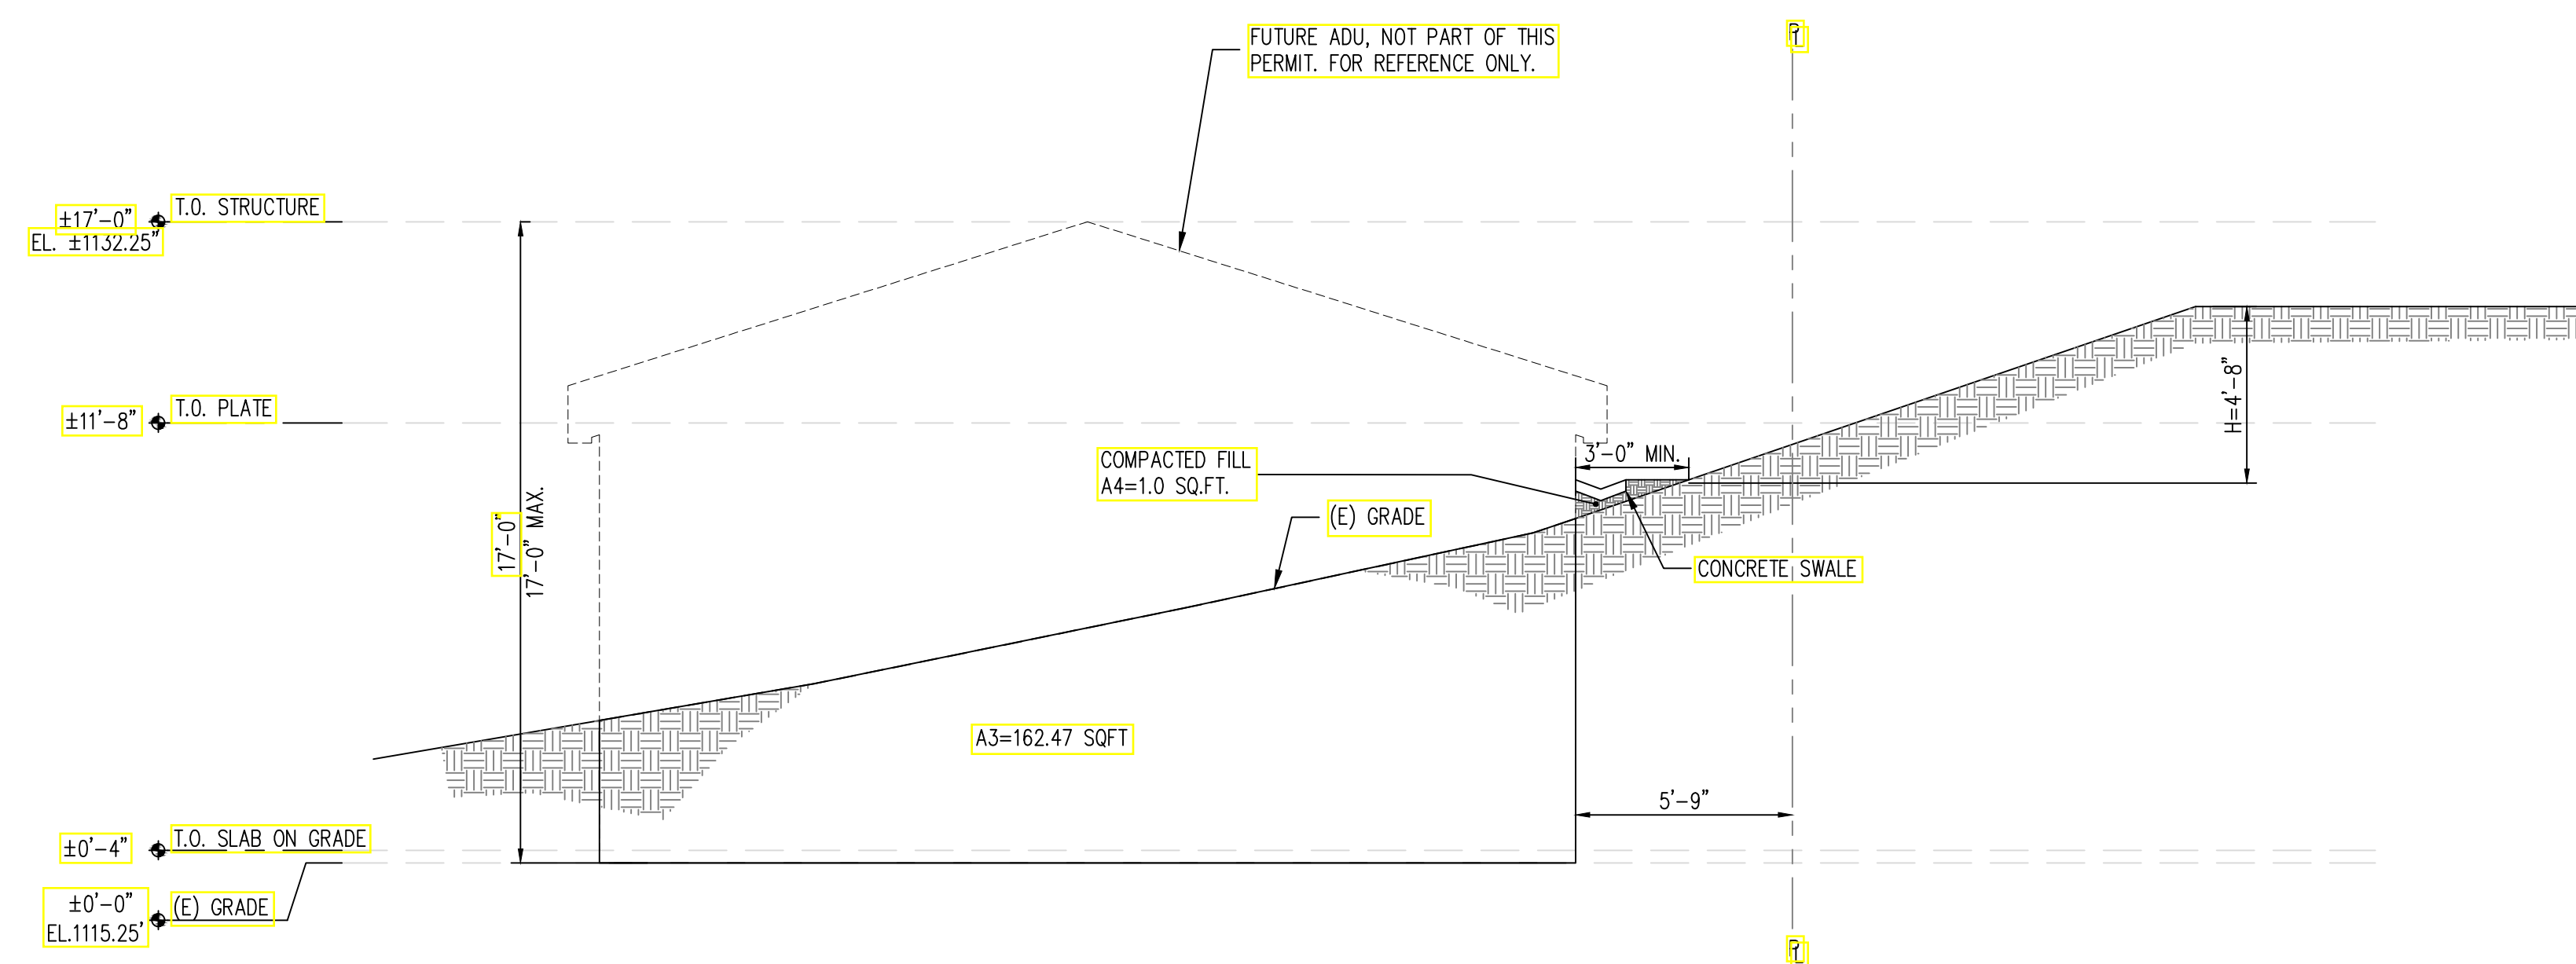 FUTURE ADU, NOT PART OF THIS
PERMIT. FOR REFERENCE ONLY.
PL
±17'-0"
T.O. STRUCTURE
EL. ±1132.25"
±11'-8"
T.O. PLATE
17'-0"
17'-0" MAX.
COMPACTED FILL
A4=1.0 SQ.FT.
3'-0" MIN.
H=4'-8"
(E) GRADE
CONCRETE SWALE
A3=162.47 SQFT
5'-9"
±0'-4"
T.O. SLAB ON GRADE
±0'-0"
(E) GRADE
EL.1115.25'
PL